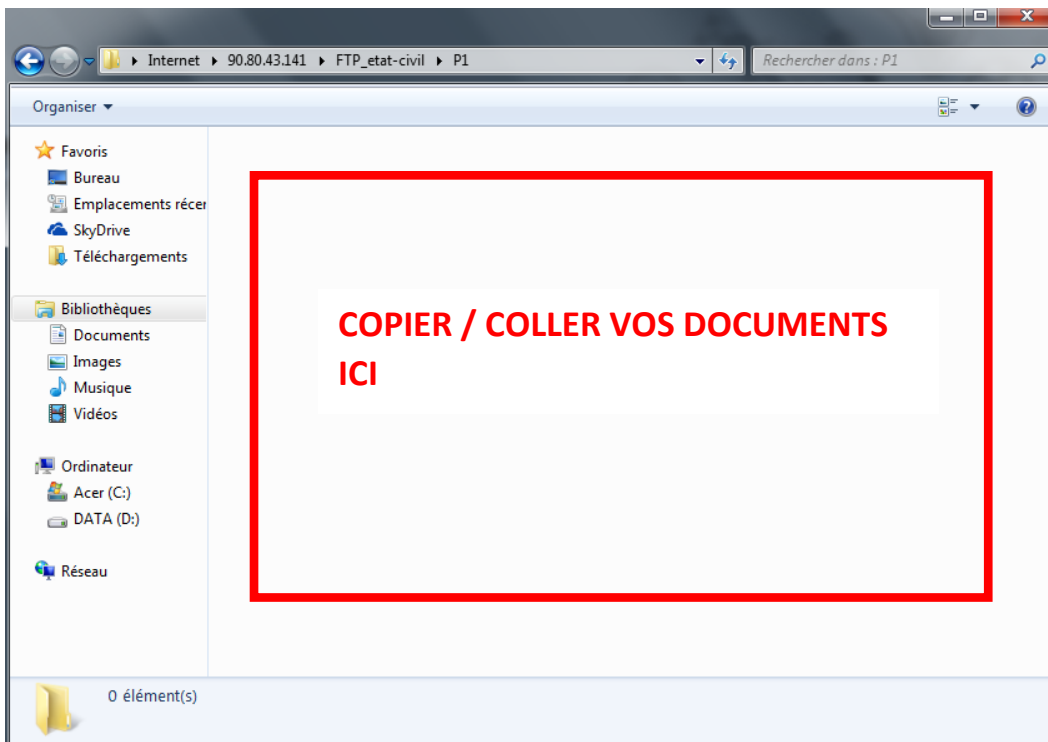 Internet ▸ 90.80.43.141 ▸ FTP_etat-civil ▸ P1
Rechercher dans : P1
Organiser
Favoris
Bureau
Emplacements récer
SkyDrive
Téléchargements
Bibliothèques
Documents
Images
Musique
Vidéos
Ordinateur
Acer (C:)
DATA (D:)
Réseau
COPIER / COLLER VOS DOCUMENTS
ICI
0 élément(s)